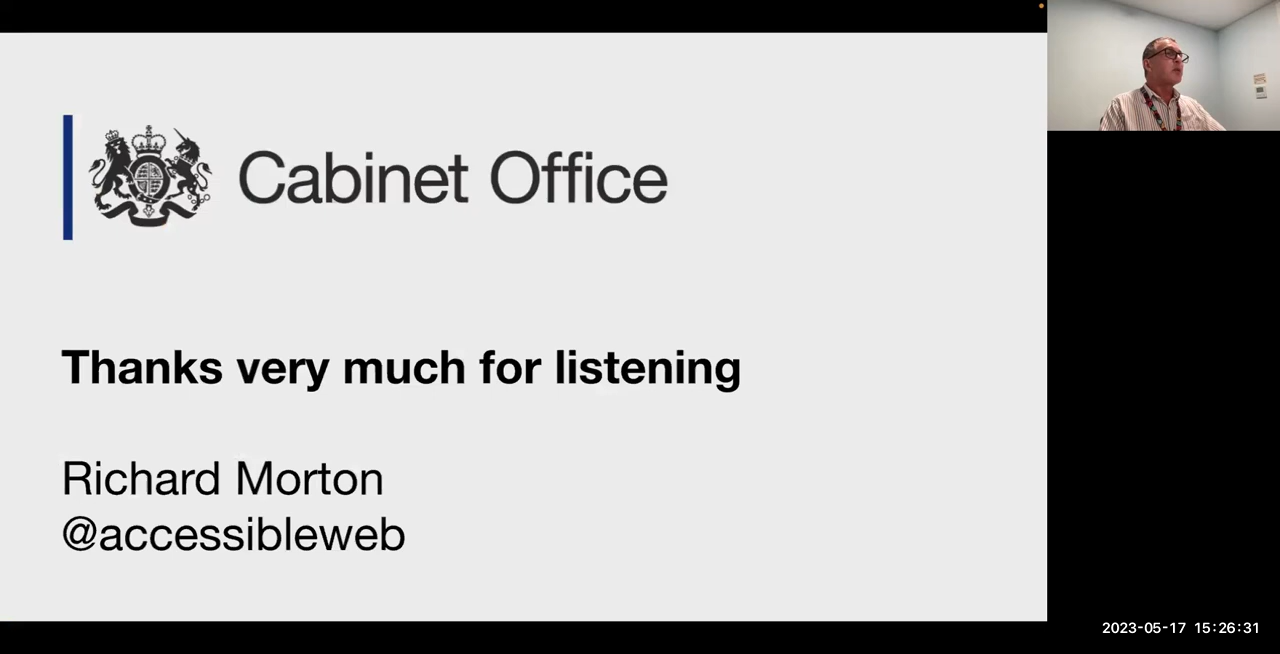 Cabinet Office
Thanks very much for listening
Richard Morton
@accessibleweb
2023-05-17 15:26:31